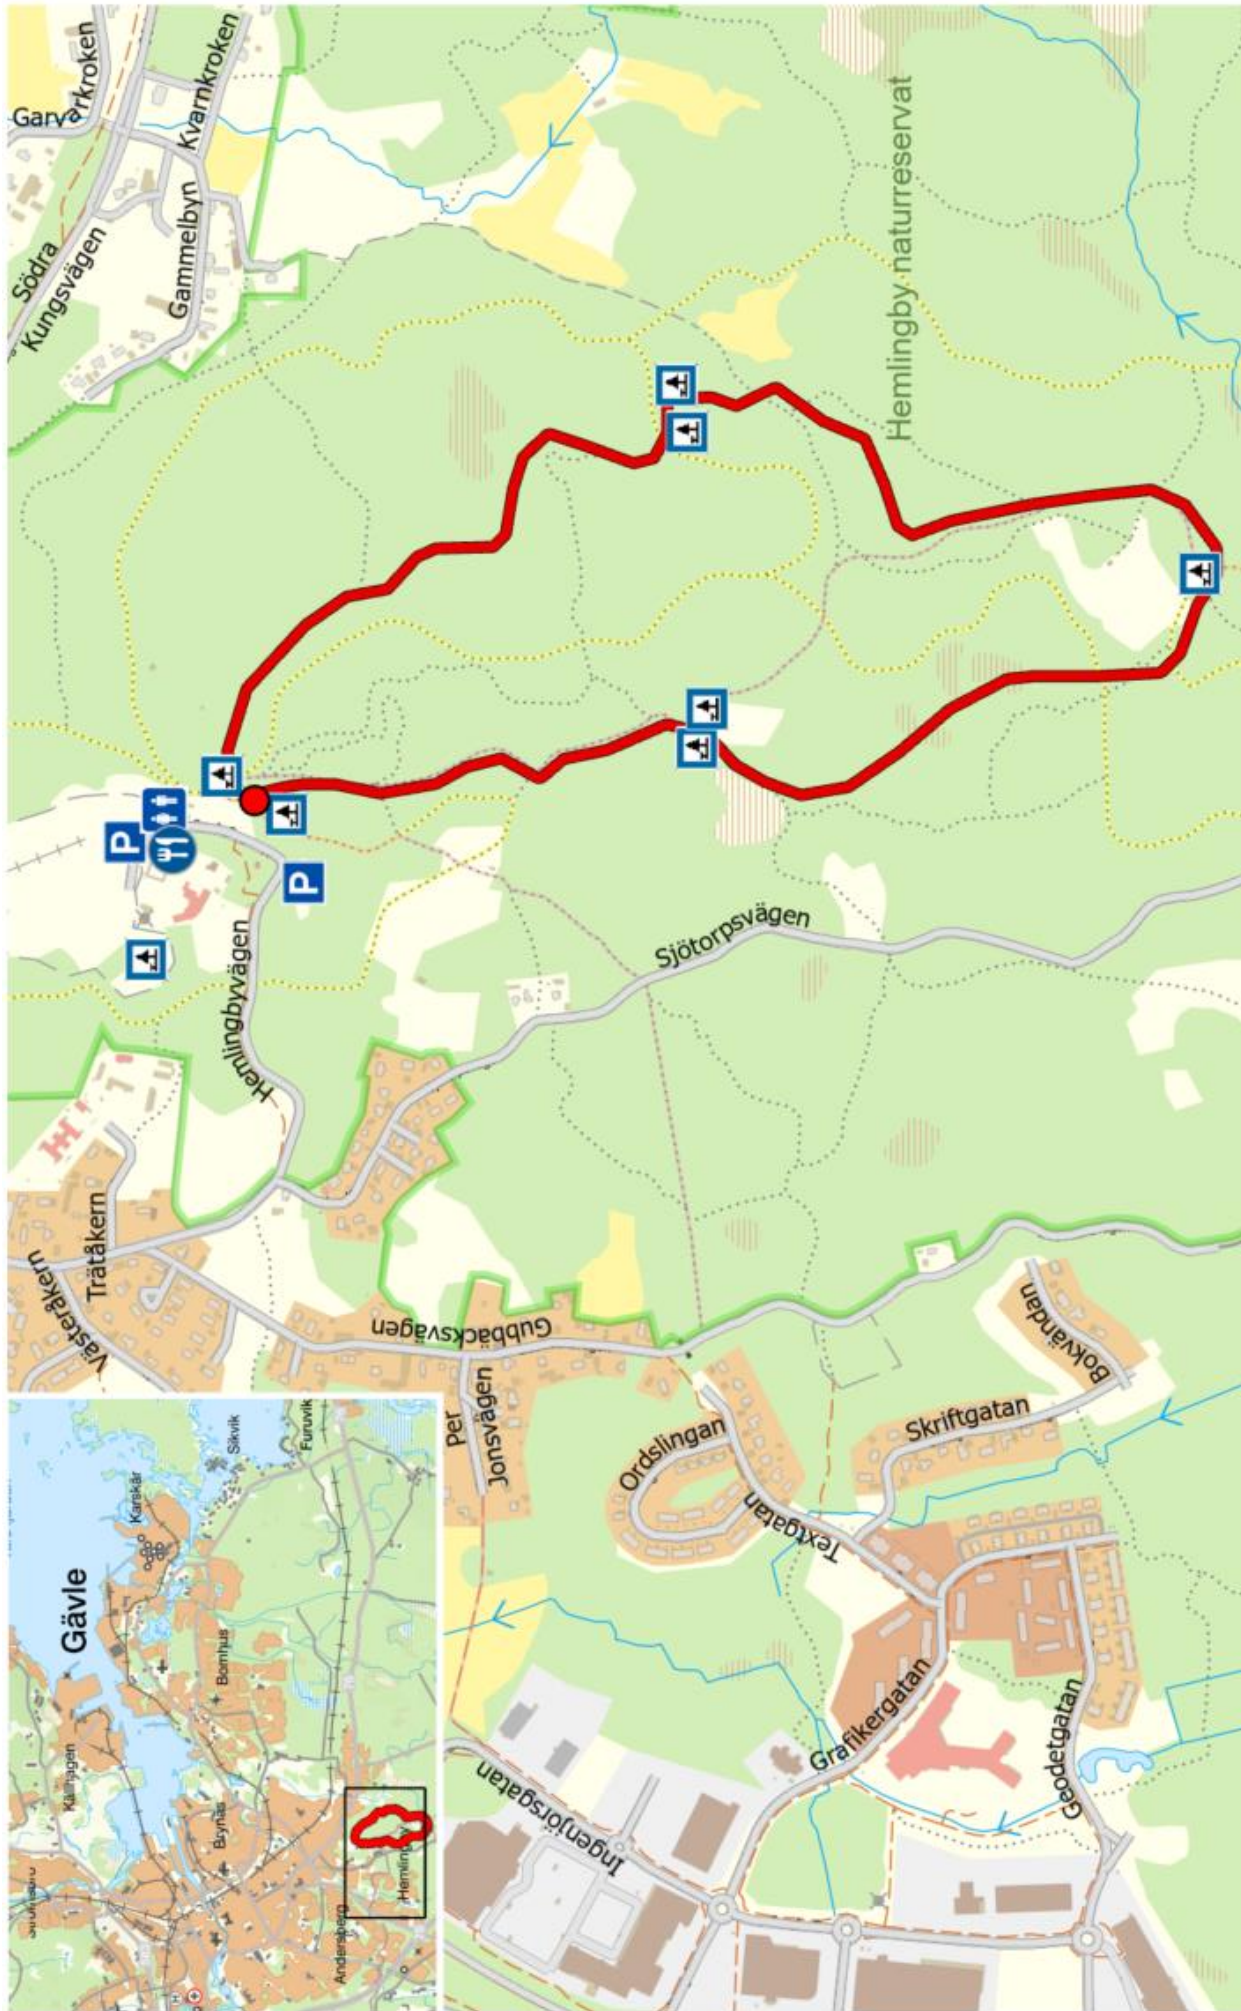 Garvarkroken
Kvarnkroken
Södra
Kungsvägen
Gammelbyn
Hemlingby naturreservat
P
P
Hemlingbyvägen
Sjötorpsvägen
Trätåkern
Västeråkern
Gubbäcksvägen
Per
Jonsvägen
Ordslingan
Textgatan
Skriftgatan
Bokvändan
Grafikergatan
Geodetgatan
Ingenjörsgatan
Gävle
Karskär
Sikvik
Furuvik
Källhagen
Bomhus
Brynäs
Andersberg
H